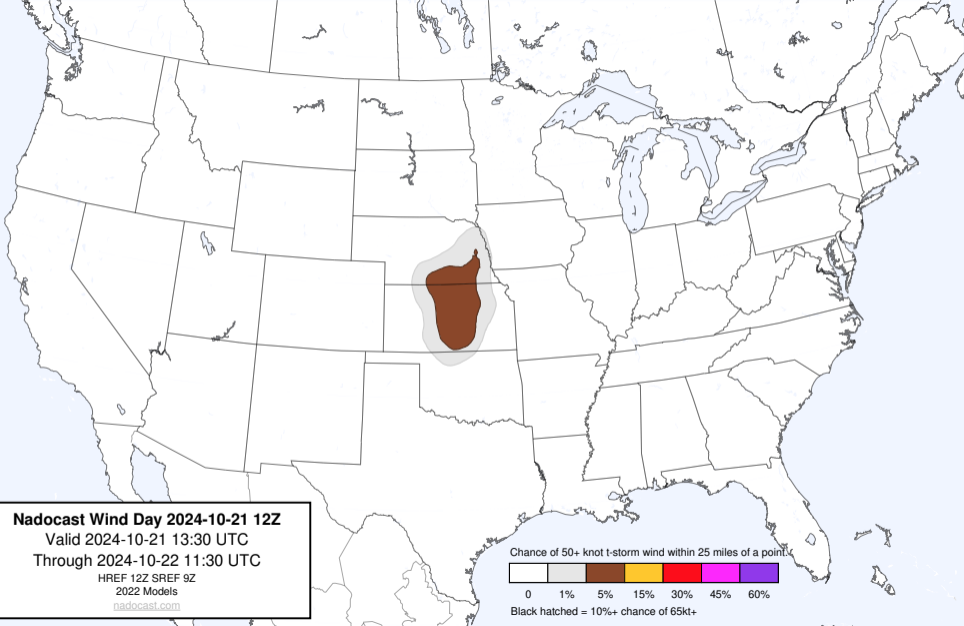 Nadocast Wind Day 2024-10-21 12Z
Valid 2024-10-21 13:30 UTC
Through 2024-10-22 11:30 UTC
HREF 12Z SREF 9Z
2022 Models
nadocast.com
Chance of 50+ knot t-storm wind within 25 miles of a point.
0 1% 5% 15% 30% 45% 60%
Black hatched = 10%+ chance of 65kt+